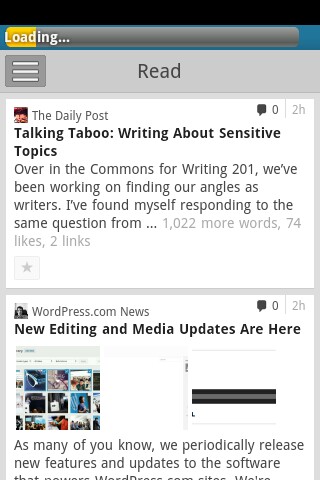 Loading...
Read
The Daily Post
0
2h
Talking Taboo: Writing About Sensitive
Topics
Over in the Commons for Writing 201, we’ve
been working on finding our angles as
writers. I’ve found myself responding to the
same question from ... 1,022 more words, 74
likes, 2 links
WordPress.com News
0
2h
New Editing and Media Updates Are Here
As many of you know, we periodically release
new features and updates to the software
that powers WordPress.com sites. We're